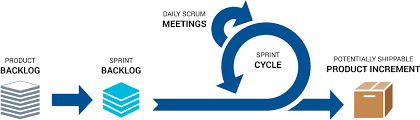 DAILY SCRUM
MEETINGS
PRODUCT
BACKLOG
SPRINT
BACKLOG
SPRINT
CYCLE
POTENTIALLY SHIPPABLE
PRODUCT INCREMENT